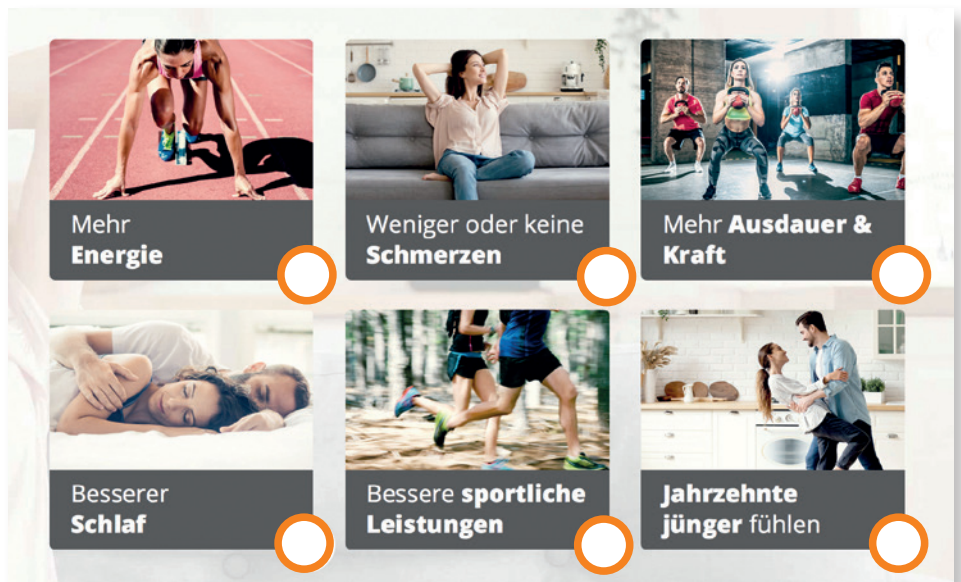 Mehr
Energie
Weniger oder keine
Schmerzen
Mehr Ausdauer &
Kraft
Besserer
Schlaf
Bessere sportliche
Leistungen
Jahrzehnte
jünger fühlen